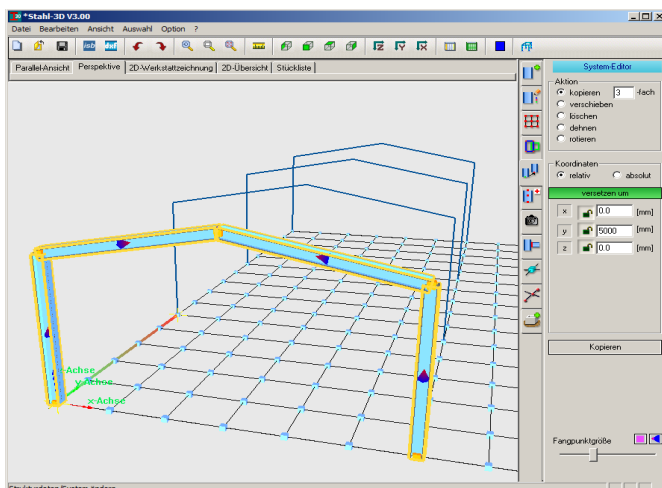 *Stahl-3D V3.00
Datei Bearbeiten Ansicht Auswahl Option ?
isb dxf
Parallel-Ansicht Perspektive 2D-Werkstattzeichnung 2D-Übersicht Stückliste
System-Editor
Aktion
kopieren 3 -fach
verschieben
löschen
dehnen
rotieren
Koordinaten
relativ absolut
versetzen um
x 0.0 [mm]
y 5000 [mm]
z 0.0 [mm]
Kopieren
-Achse
y-Achse
x-Achse
Fangpunktgröße